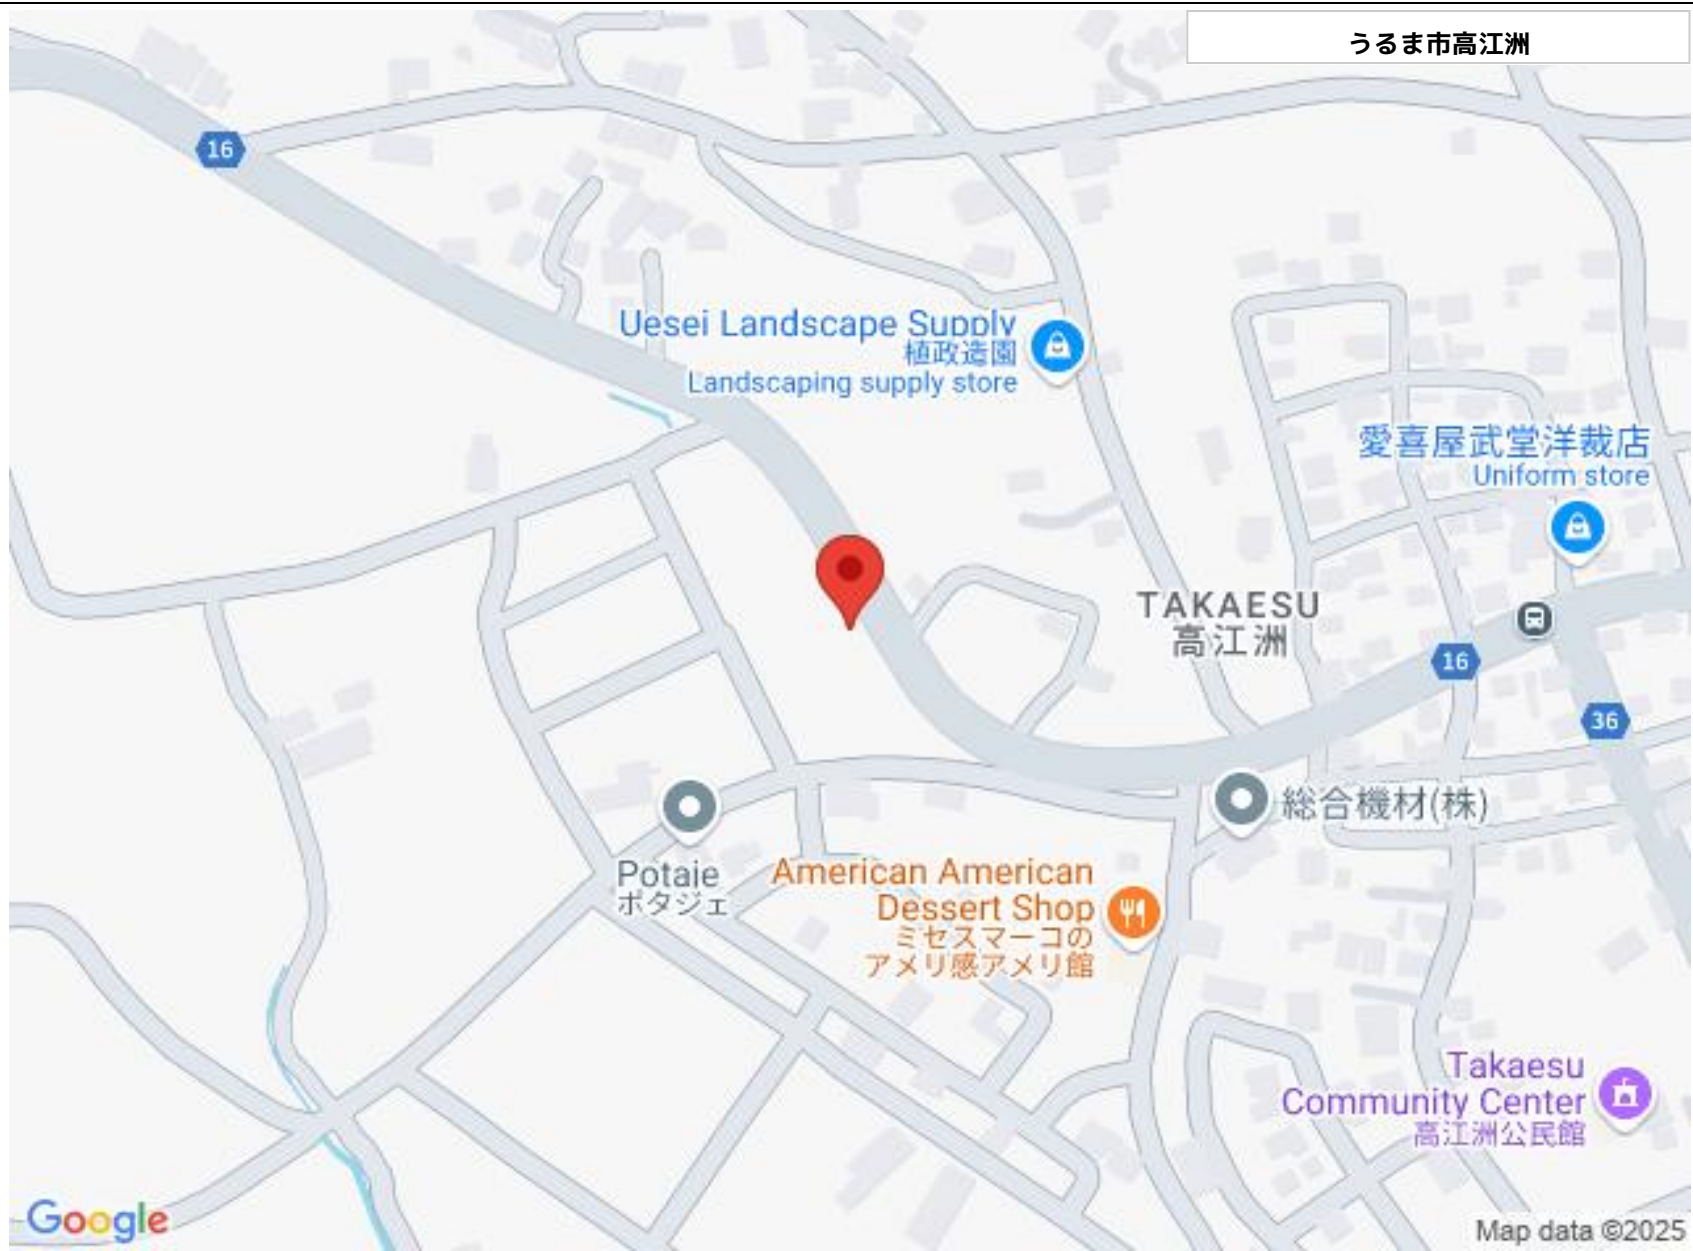 うるま市高江洲
16
Uesei Landscape Supply
植政造園
Landscaping supply store
愛喜屋武堂洋裁店
Uniform store
TAKAESU
高江洲
16
36
総合機材(株)
Potaje
ポタジェ
American American
Dessert Shop
ミセスマーコの
アメリ感アメリ館
Takaesu
Community Center
高江洲公民館
Google
Map data ©2025